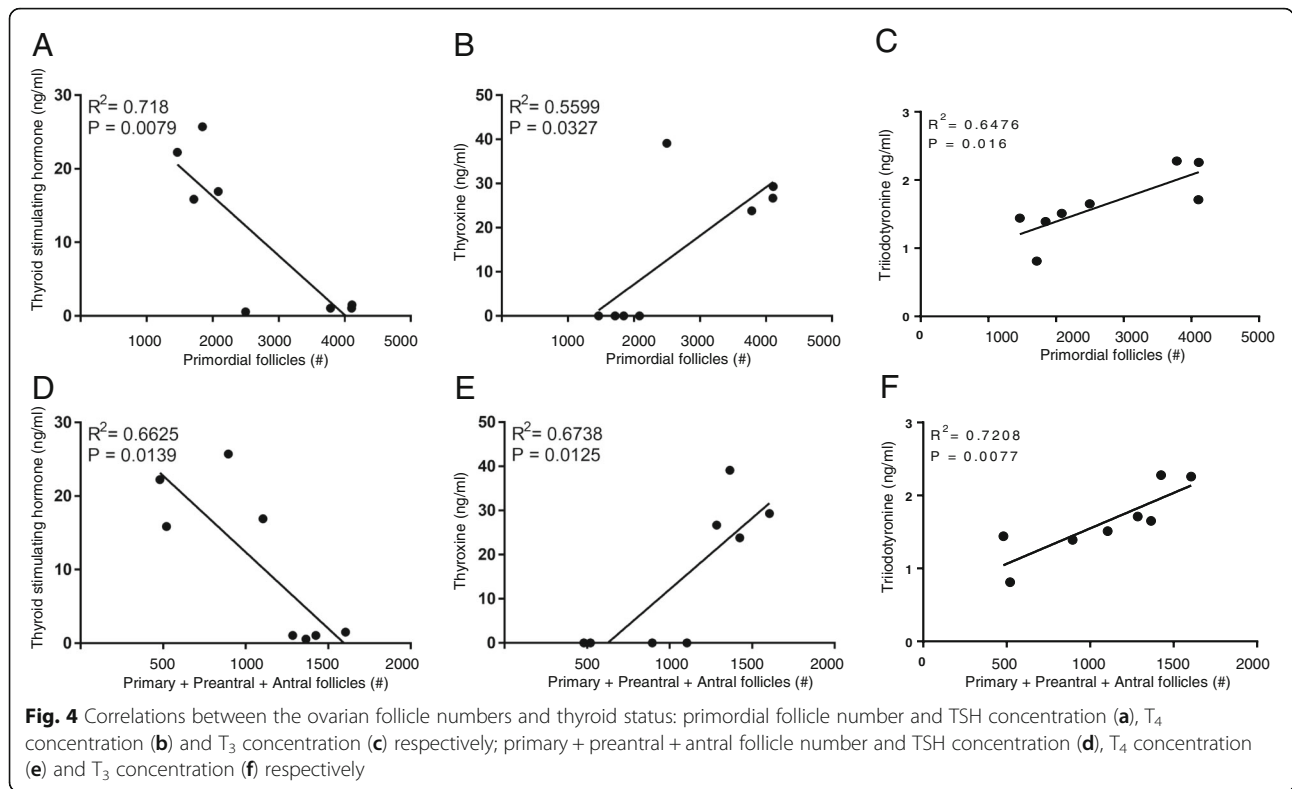 A
Thyroid stimulating hormone (ng/ml)
30
20
10
0
R²= 0.718
P = 0.0079
1000 2000 3000 4000 5000
Primordial follicles (#)
B
Thyroxine (ng/ml)
50
40
30
20
10
0
R²= 0.5599
P = 0.0327
1000 2000 3000 4000 5000
Primordial follicles (#)
C
Triiodotyronine (ng/ml)
3
2
1
0
R²= 0.6476
P = 0.016
0 1000 2000 3000 4000 5000
Primordial follicles (#)
D
Thyroid stimulating hormone (ng/ml)
30
20
10
0
R²= 0.6625
P = 0.0139
500 1000 1500 2000
Primary + Preantral + Antral follicles (#)
E
Thyroxine (ng/ml)
50
40
30
20
10
0
R²= 0.6738
P = 0.0125
500 1000 1500 2000
Primary + Preantral + Antral follicles (#)
F
Triiodotyronine (ng/ml)
3
2
1
0
R²= 0.7208
P = 0.0077
0 500 1000 1500 2000
Primary + Preantral + Antral follicles (#)
Fig. 4 Correlations between the ovarian follicle numbers and thyroid status: primordial follicle number and TSH concentration (a), T₄
concentration (b) and T₃ concentration (c) respectively; primary + preantral + antral follicle number and TSH concentration (d), T₄ concentration
(e) and T₃ concentration (f) respectively